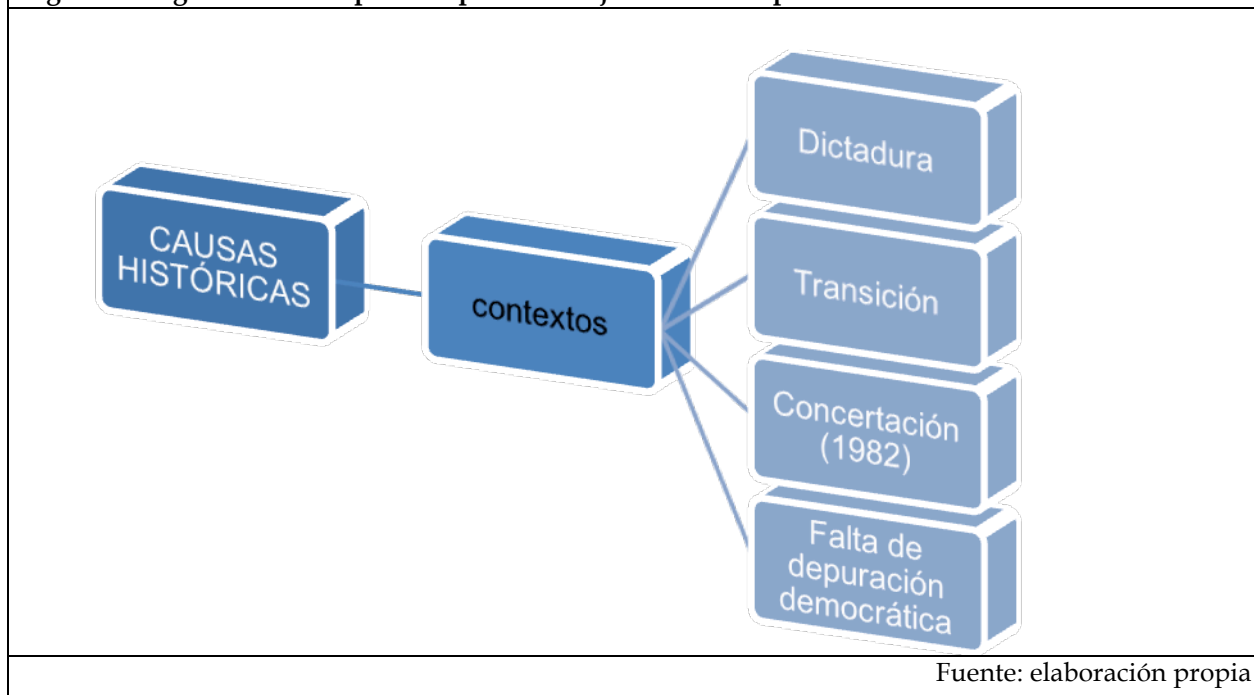 CAUSAS
HISTÓRICAS
contextos
Dictadura
Transición
Concertación
(1982)
Falta de
depuración
democrática
Fuente: elaboración propia